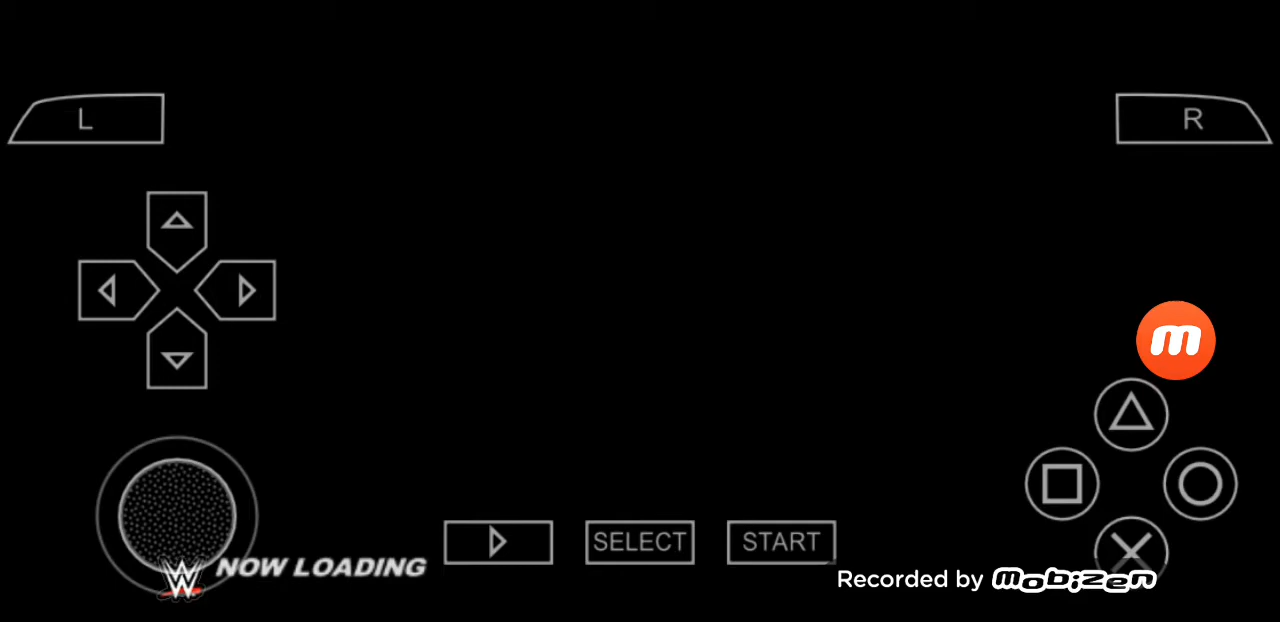 L
R
m
SELECT
START
W NOW LOADING
Recorded by mobizen